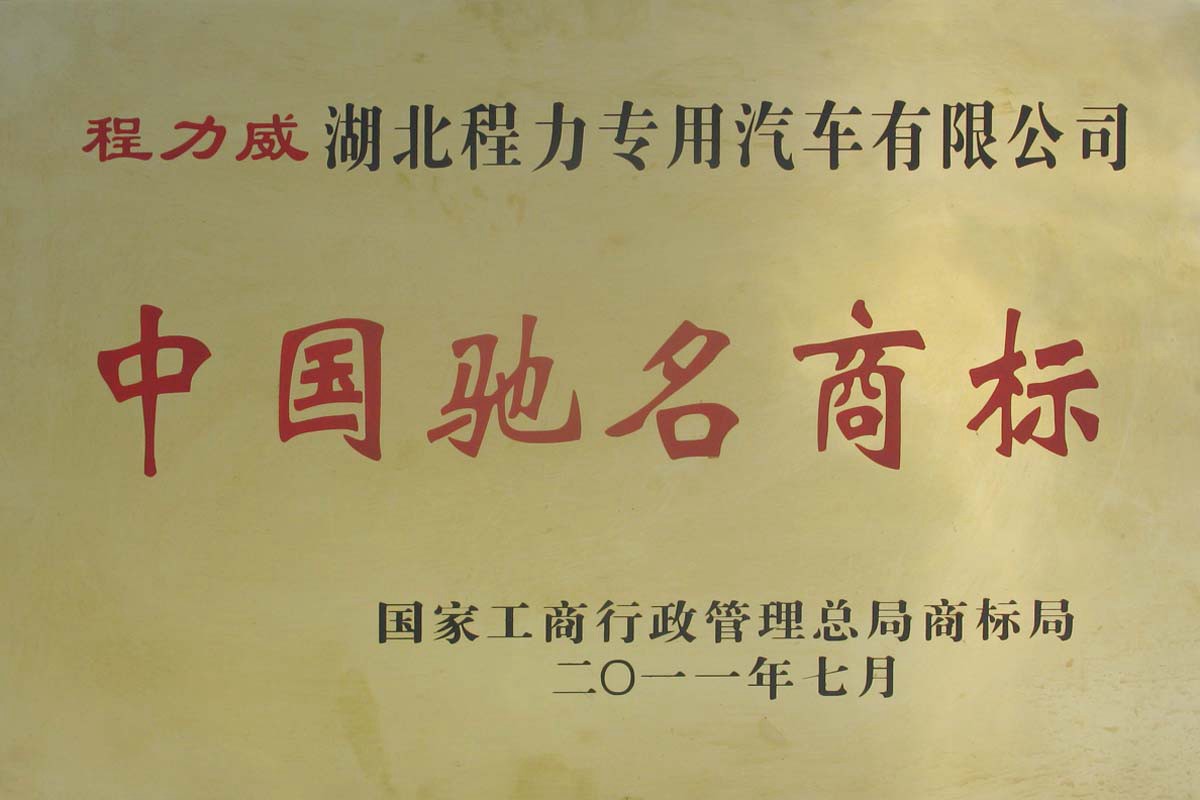 程力威 湖北程力专用汽车有限公司
中国驰名商标
国家工商行政管理总局商标局
二〇一一年七月